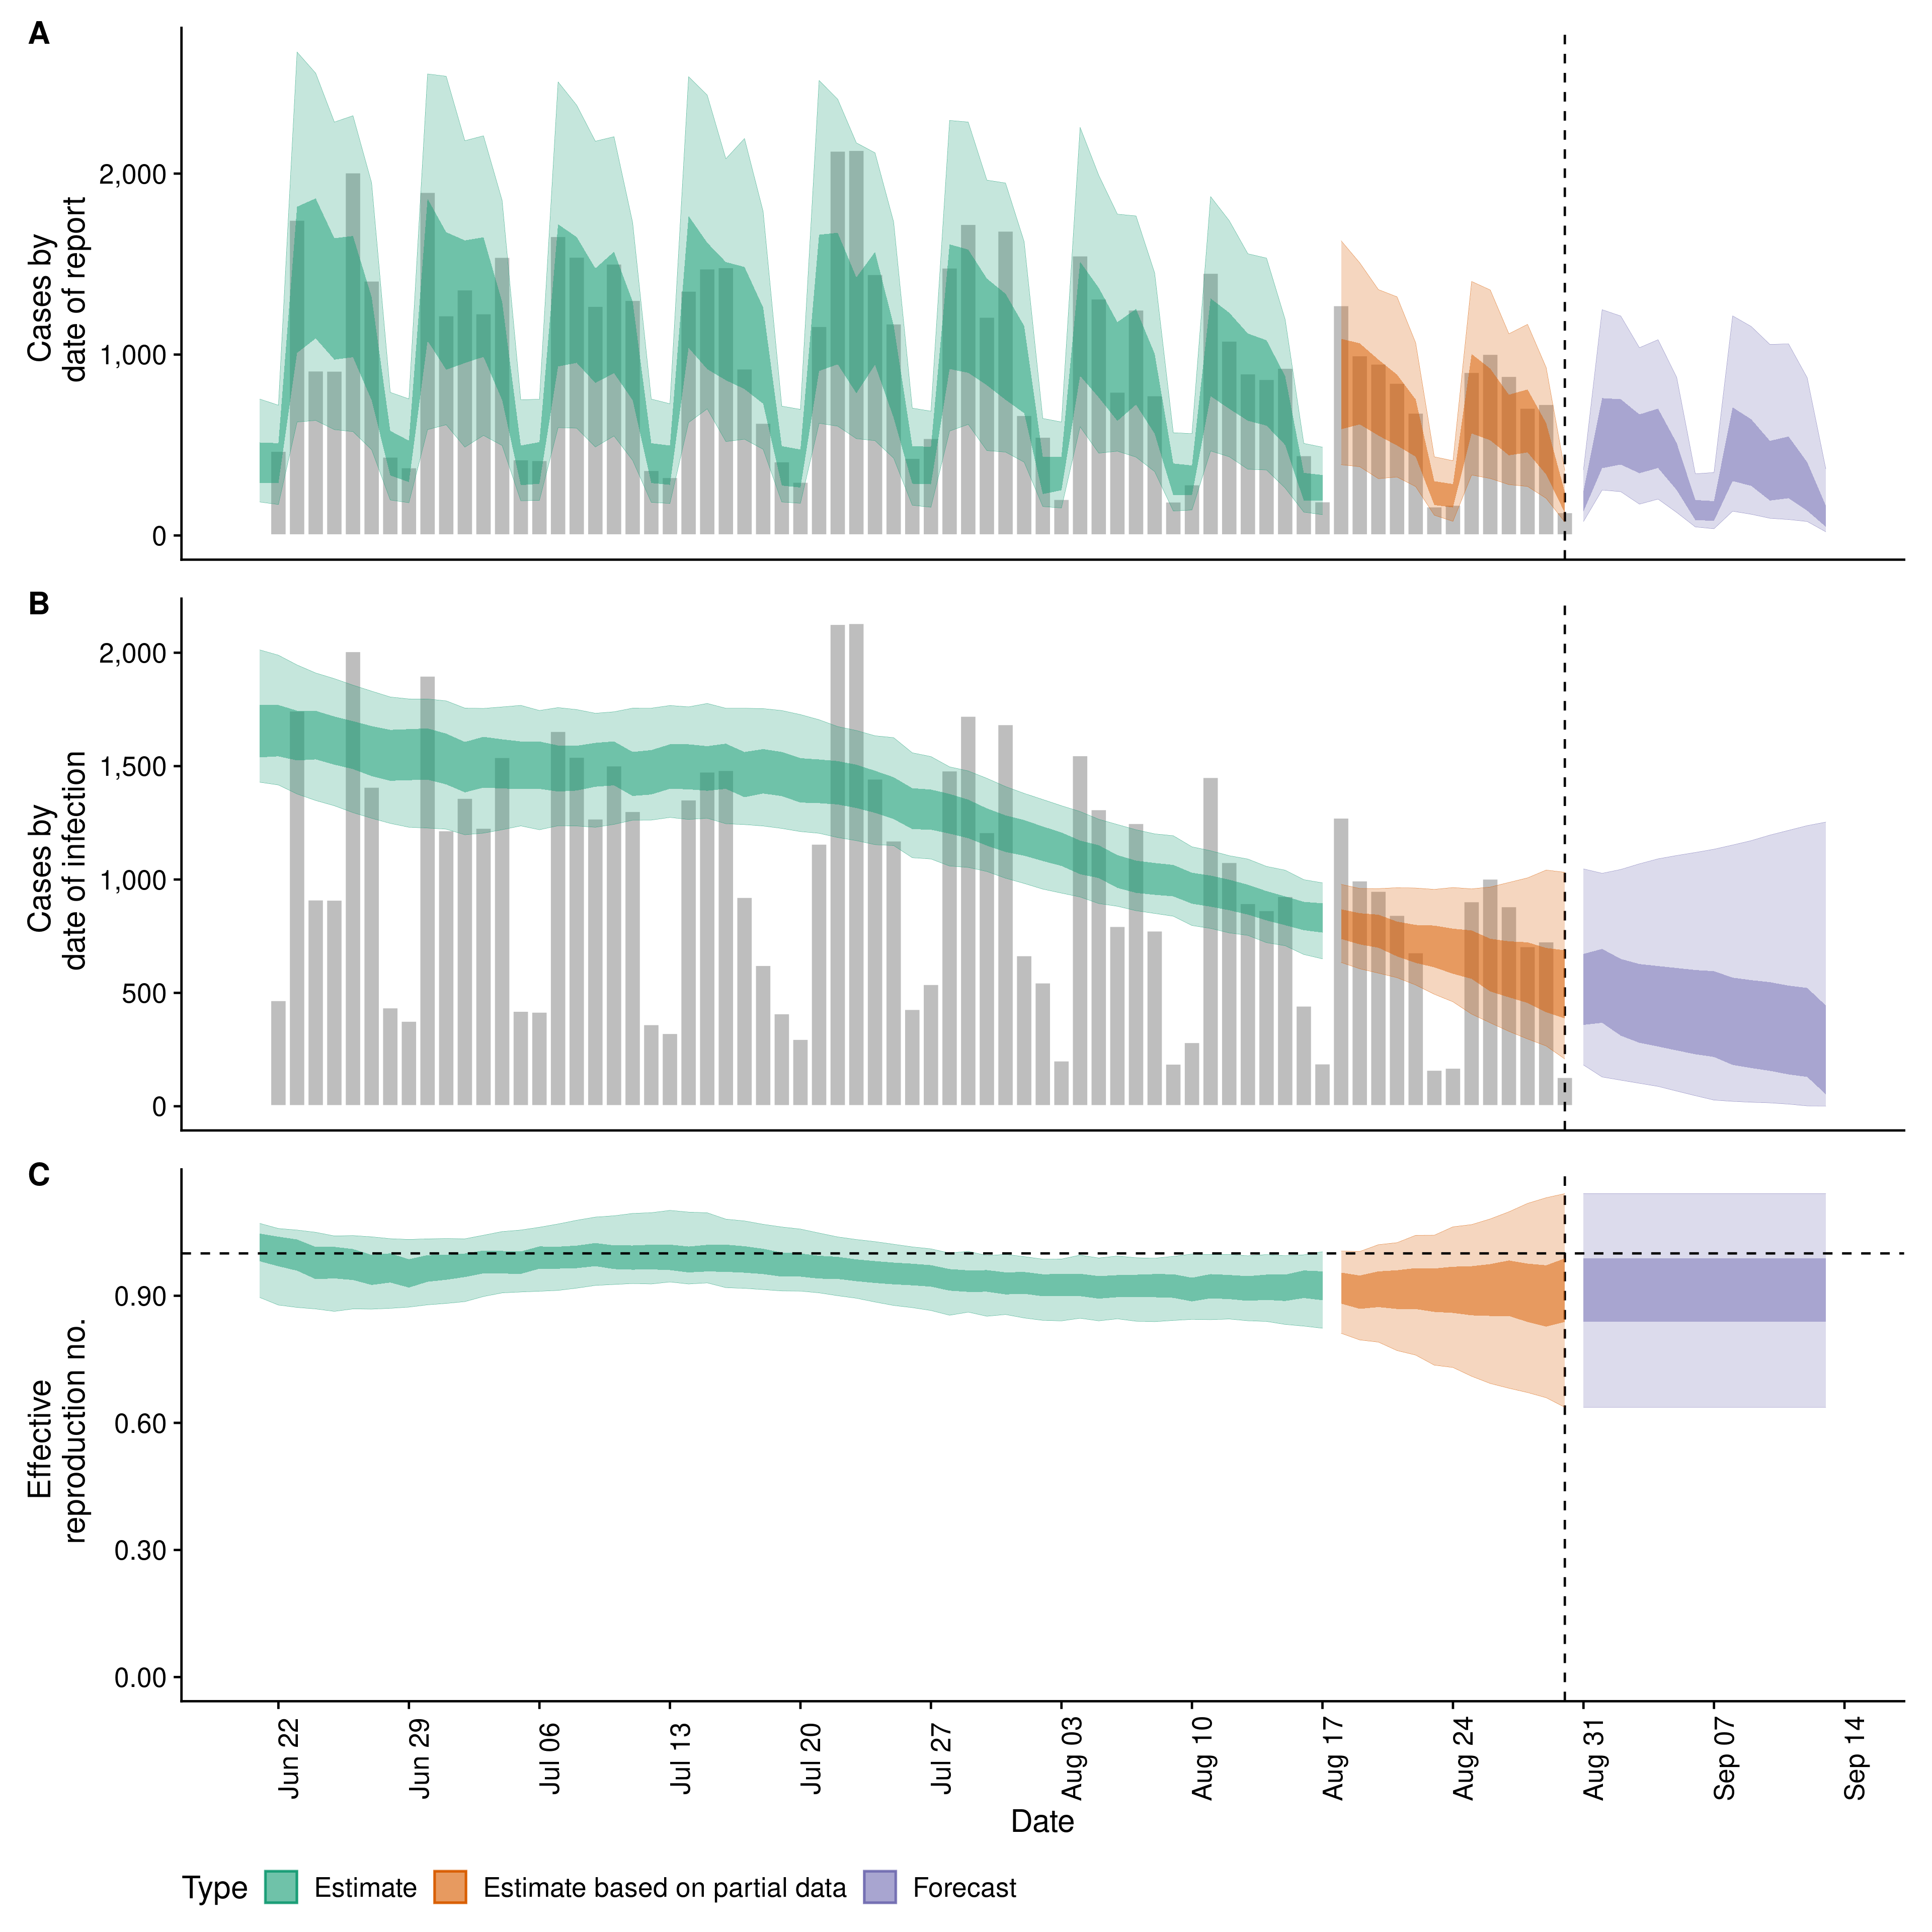 A
Cases by
date of report
2,000
1,000
0
B
Cases by
date of infection
2,000
1,500
1,000
500
0
C
Effective
reproduction no.
0.90
0.60
0.30
0.00
Jun 22
Jun 29
Jul 06
Jul 13
Jul 20
Jul 27
Aug 03
Aug 10
Aug 17
Aug 24
Aug 31
Sep 07
Sep 14
Date
Type Estimate Estimate based on partial data Forecast